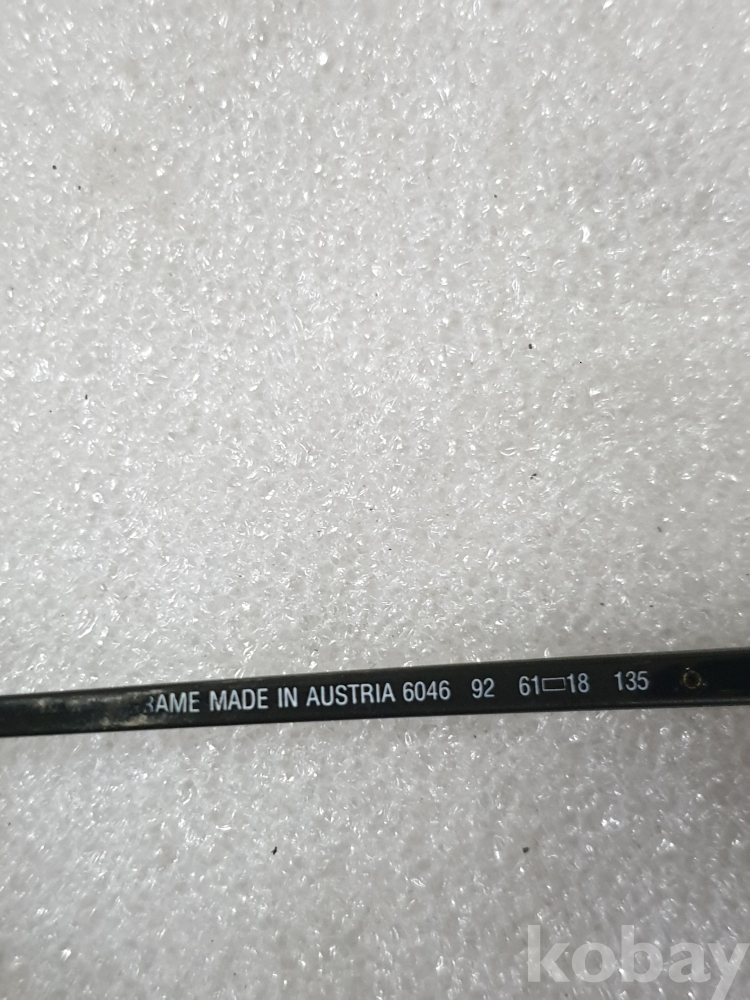 RAME MADE IN AUSTRIA 6046 92 61▭18 135
kobay